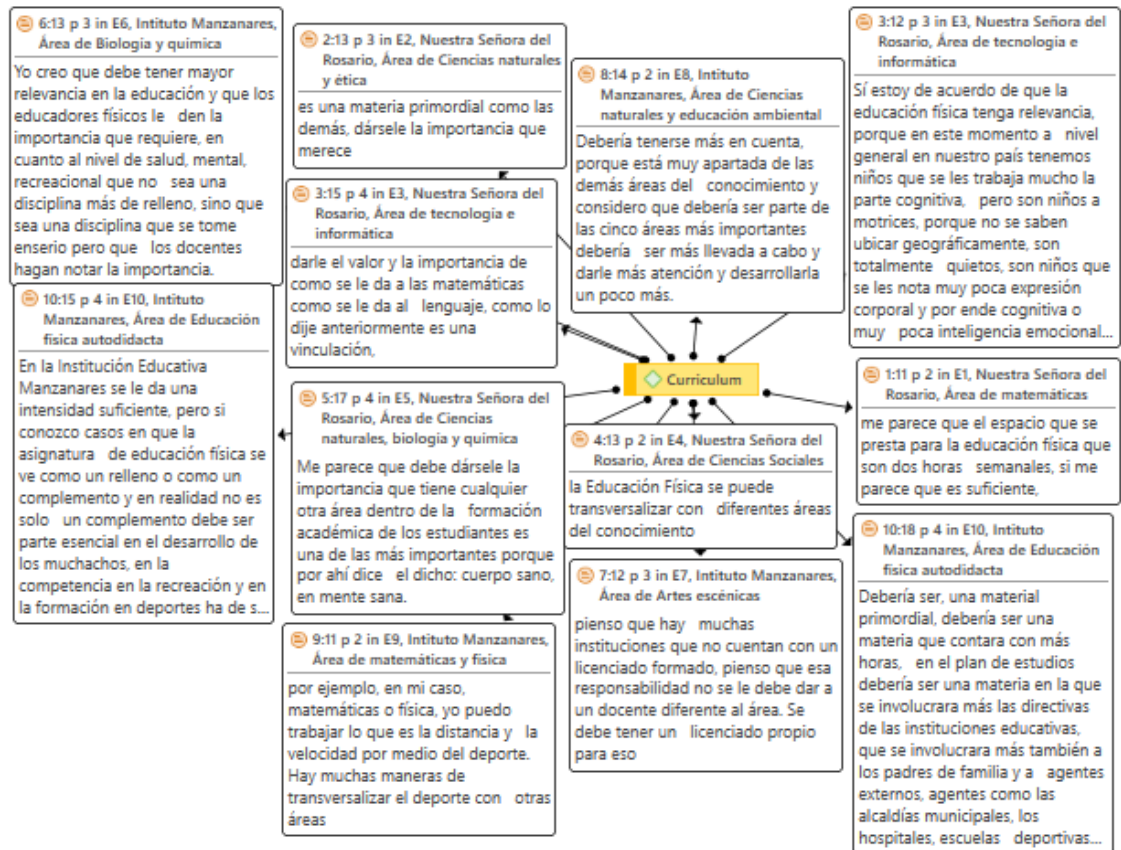 6:13 p 3 in E6, Intituto Manzanares,
Área de Biologia y quimica
Yo creo que debe tener mayor
relevancia en la educación y que los
educadores físicos le den la
importancia que requiere, en
cuanto al nivel de salud, mental,
recreacional que no sea una
disciplina más de relleno, sino que
sea una disciplina que se tome
enserio pero que los docentes
hagan notar la importancia.
2:13 p 3 in E2, Nuestra Señora del
Rosario, Área de Ciencias naturales
y ética
es una materia primordial como las
demás, dársele la importancia que
merece
8:14 p 2 in E8, Intituto
Manzanares, Área de Ciencias
naturales y educación ambiental
Debería tenerse más en cuenta,
porque está muy apartada de las
demás áreas del conocimiento y
considero que debería ser parte de
las cinco áreas más importantes
debería ser más llevada a cabo y
darle más atención y desarrollarla
un poco más.
3:12 p 3 in E3, Nuestra Señora del
Rosario, Área de tecnologia e
informática
Sí estoy de acuerdo de que la
educación física tenga relevancia,
porque en este momento a nivel
general en nuestro país tenemos
niños que se les trabaja mucho la
parte cognitiva, pero son niños a
motrices, porque no se saben
ubicar geográficamente, son
totalmente quietos, son niños que
se les nota muy poca expresión
corporal y por ende cognitiva o
muy poca inteligencia emocional...
3:15 p 4 in E3, Nuestra Señora del
Rosario, Área de tecnologia e
informática
darle el valor y la importancia de
como se le da a las matemáticas
como se le da al lenguaje, como lo
dije anteriormente es una
vinculación,
10:15 p 4 in E10, Intituto
Manzanares, Área de Educación
fisica autodidacta
En la Institución Educativa
Manzanares se le da una
intensidad suficiente, pero si
conozco casos en que la
asignatura de educación física se
ve como un relleno o como un
complemento y en realidad no es
solo un complemento debe ser
parte esencial en el desarrollo de
los muchachos, en la
competencia en la recreación y en
la formación en deportes ha de s...
Curriculum
1:11 p 2 in E1, Nuestra Señora del
Rosario, Área de matemáticas
me parece que el espacio que se
presta para la educación física que
son dos horas semanales, si me
parece que es suficiente,
5:17 p 4 in E5, Nuestra Señora del
Rosario, Área de Ciencias
naturales, biologia y quimica
Me parece que debe dársele la
importancia que tiene cualquier
otra área dentro de la formación
académica de los estudiantes es
una de las más importantes porque
por ahí dice el dicho: cuerpo sano,
en mente sana.
4:13 p 2 in E4, Nuestra Señora del
Rosario, Área de Ciencias Sociales
la Educación Física se puede
transversalizar con diferentes áreas
del conocimiento
10:18 p 4 in E10, Intituto
Manzanares, Área de Educación
fisica autodidacta
Debería ser, una material
primordial, debería ser una
materia que contara con más
horas, en el plan de estudios
debería ser una materia en la que
se involucrara más las directivas
de las instituciones educativas,
que se involucrara más también a
los padres de familia y a agentes
externos, agentes como las
alcaldías municipales, los
hospitales, escuelas deportivas...
7:12 p 3 in E7, Intituto Manzanares,
Área de Artes escénicas
pienso que hay muchas
instituciones que no cuentan con un
licenciado formado, pienso que esa
responsabilidad no se le debe dar a
un docente diferente al área. Se
debe tener un licenciado propio
para eso
9:11 p 2 in E9, Intituto Manzanares,
Área de matemáticas y fisica
por ejemplo, en mi caso,
matemáticas o física, yo puedo
trabajar lo que es la distancia y la
velocidad por medio del deporte.
Hay muchas maneras de
transversalizar el deporte con otras
áreas